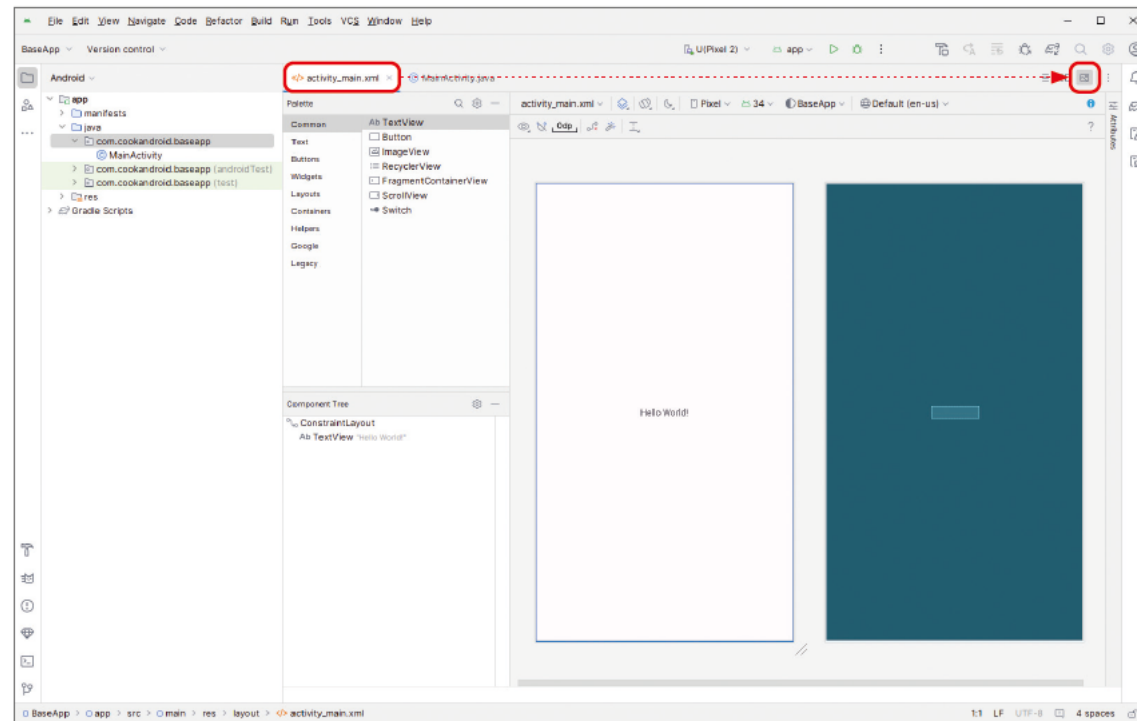 File Edit View Navigate Code Refactor Build Run Tools VCS Window Help
BaseApp Version control U(Pixel 2) app
Android activity_main.xml MainActivity.java
app
manifests
java
com.cookandroid.baseapp
MainActivity
com.cookandroid.baseapp (androidTest)
com.cookandroid.baseapp (test)
res
Gradle Scripts
Palette
Common
Text
Buttons
Widgets
Layouts
Containers
Helpers
Google
Legacy
Ab TextView
Button
ImageView
RecyclerView
FragmentContainerView
ScrollView
Switch
Component Tree
ConstraintLayout
Ab TextView "Hello World!"
activity_main.xml Pixel 34 BaseApp Default (en-us)
0dp
Attributes
Hello World!
BaseApp > app > src > main > res > layout > activity_main.xml 1:1 LF UTF-8 4 spaces